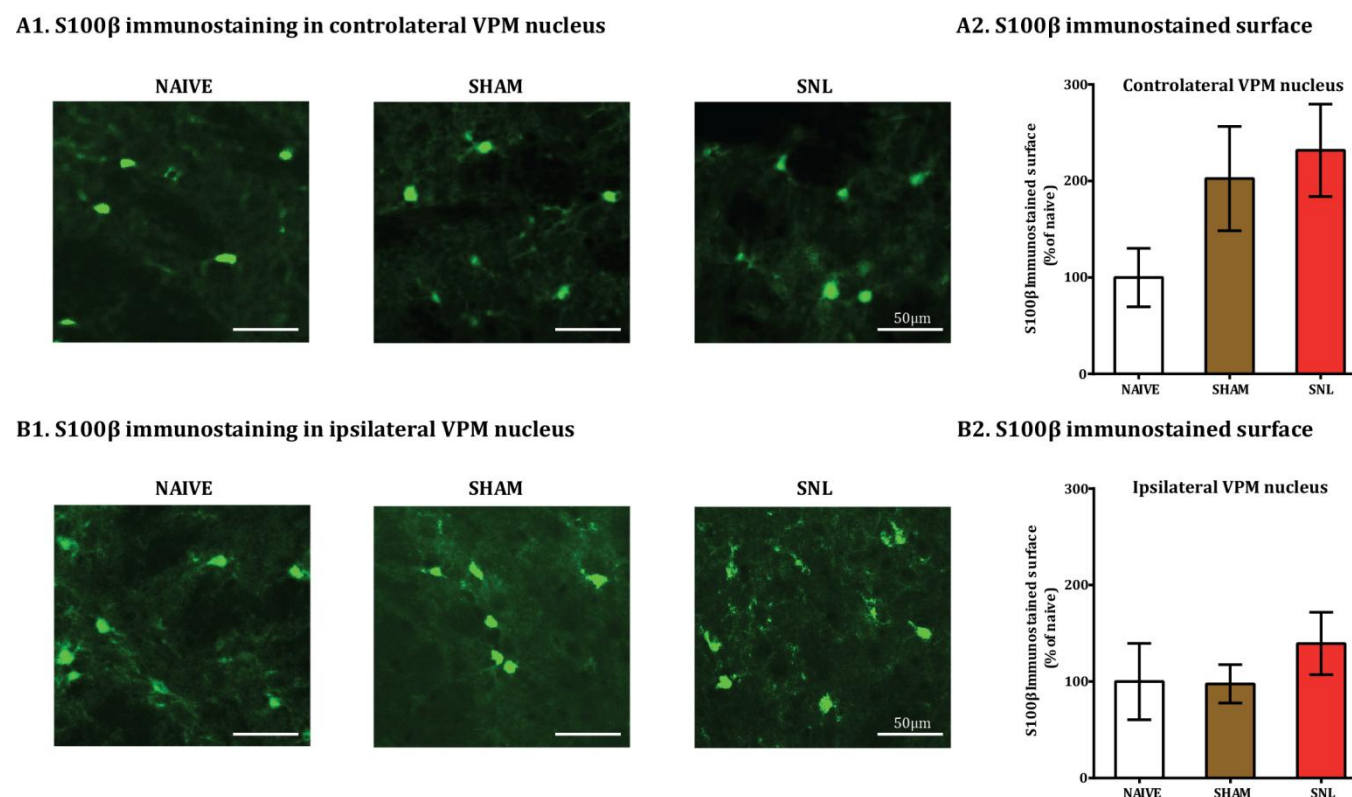 A1. S100β immunostaining in controlateral VPM nucleus
NAIVE
SHAM
SNL
50µm
A2. S100β immunostained surface
Controlateral VPM nucleus
S100β Immunostained surface
(% of naive)
300
200
100
0
NAIVE
SHAM
SNL
B1. S100β immunostaining in ipsilateral VPM nucleus
NAIVE
SHAM
SNL
50µm
B2. S100β immunostained surface
Ipsilateral VPM nucleus
S100β Immunostained surface
(% of naive)
300
200
100
0
NAIVE
SHAM
SNL